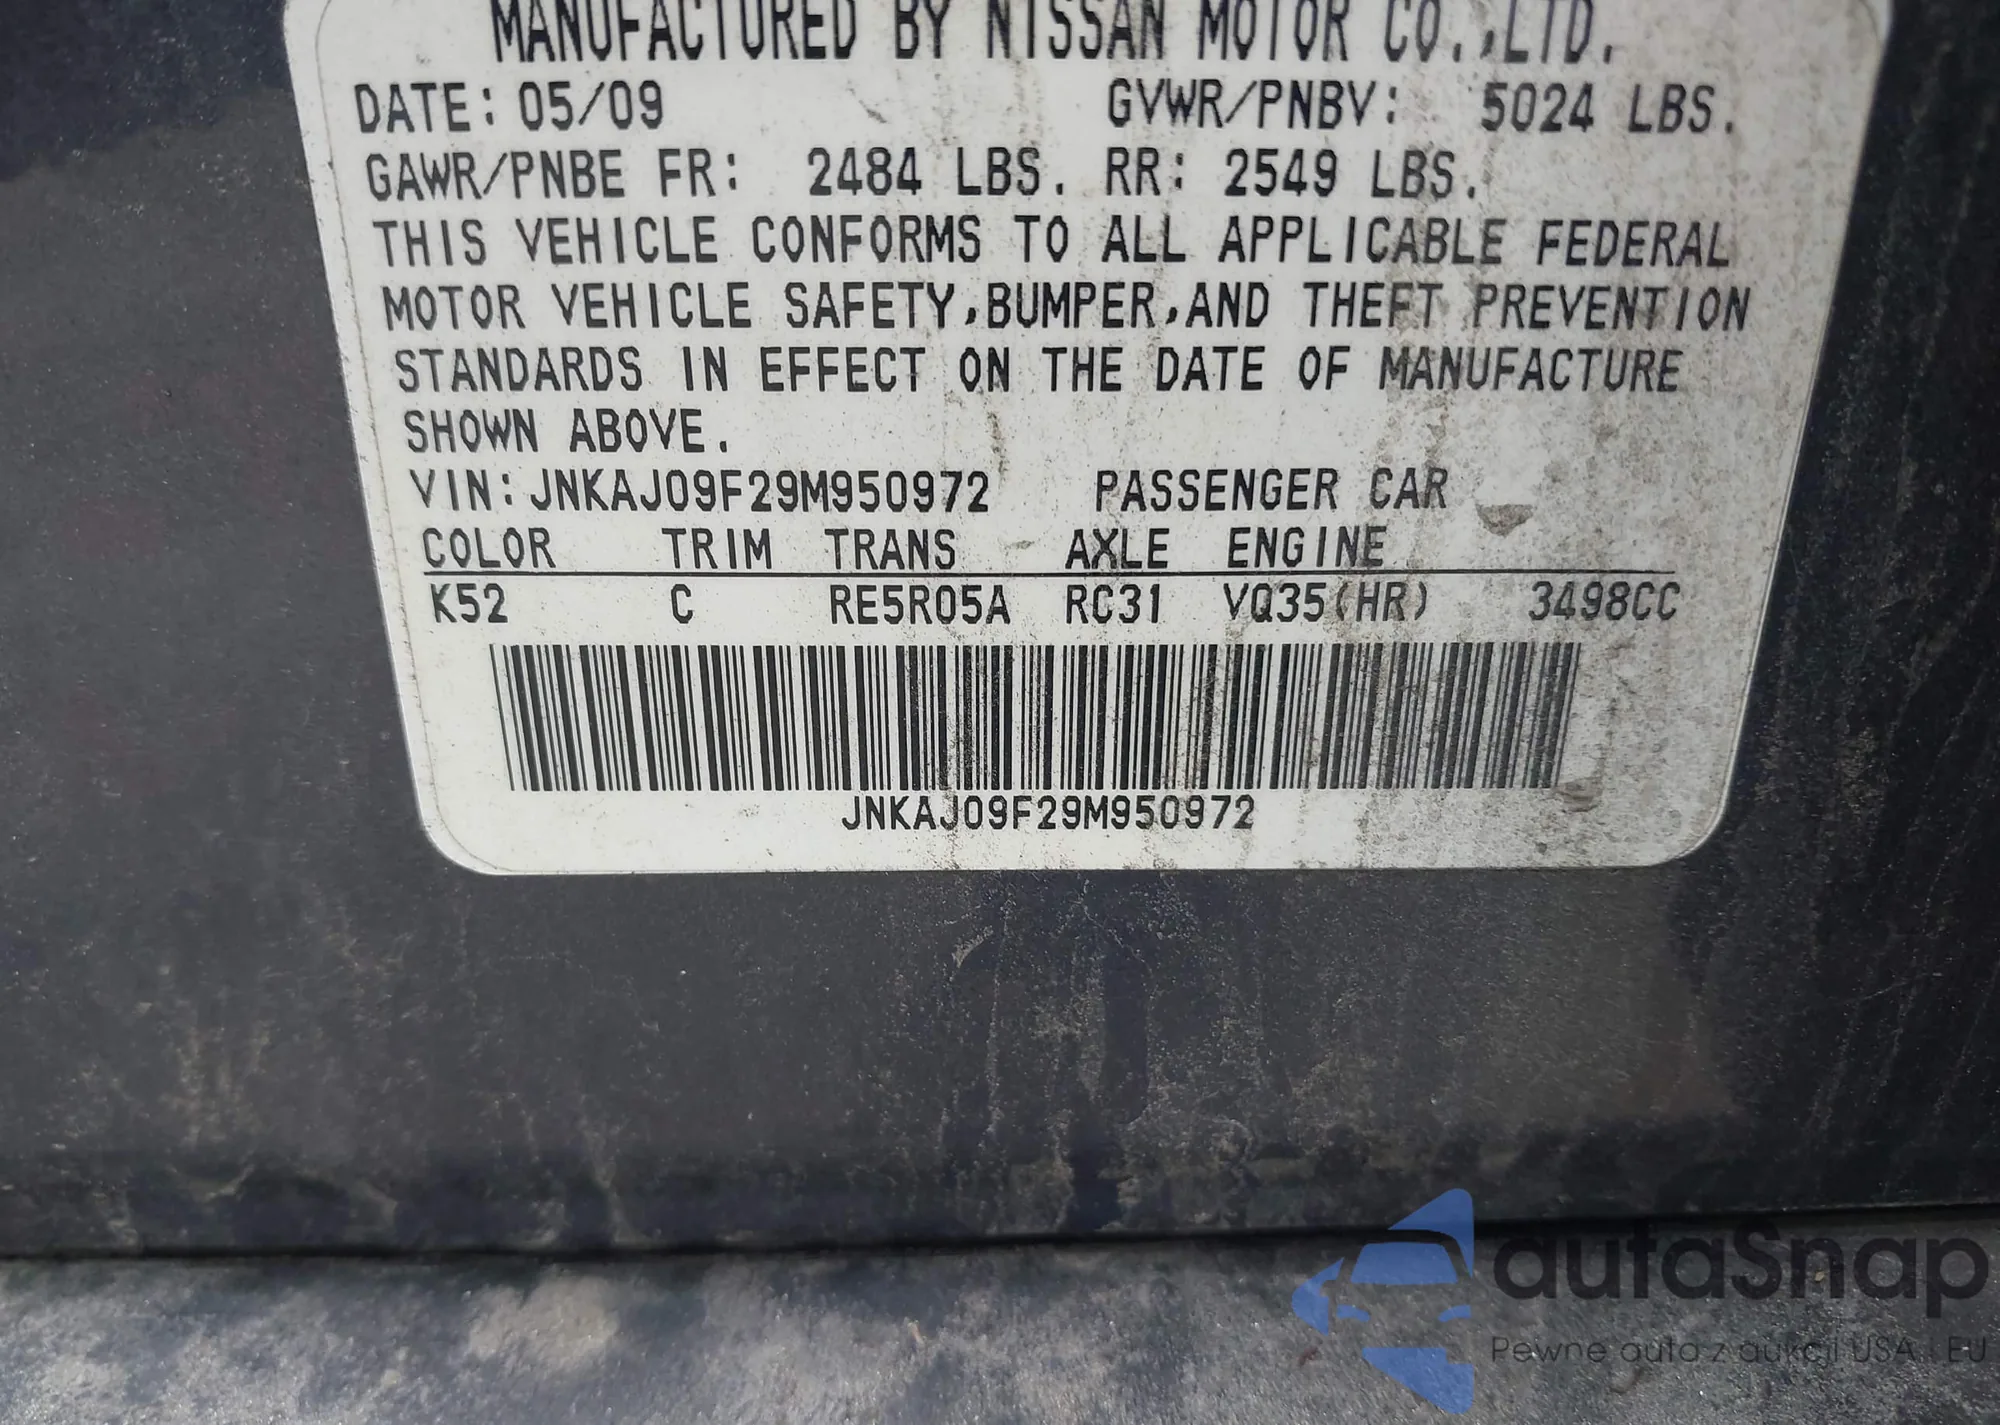 MANUFACTURED BY NISSAN MOTOR CO.,LTD.
DATE: 05/09 GVWR/PNBV: 5024 LBS.
GAWR/PNBE FR: 2484 LBS. RR: 2549 LBS.
THIS VEHICLE CONFORMS TO ALL APPLICABLE FEDERAL
MOTOR VEHICLE SAFETY,BUMPER,AND THEFT PREVENTION
STANDARDS IN EFFECT ON THE DATE OF MANUFACTURE
SHOWN ABOVE.
VIN:JNKAJ09F29M950972 PASSENGER CAR
COLOR TRIM TRANS AXLE ENGINE
K52 C RE5R05A RC31 VQ35(HR) 3498CC
JNKAJ09F29M950972
autaSnap
Pewne auta z aukcji USA i EU